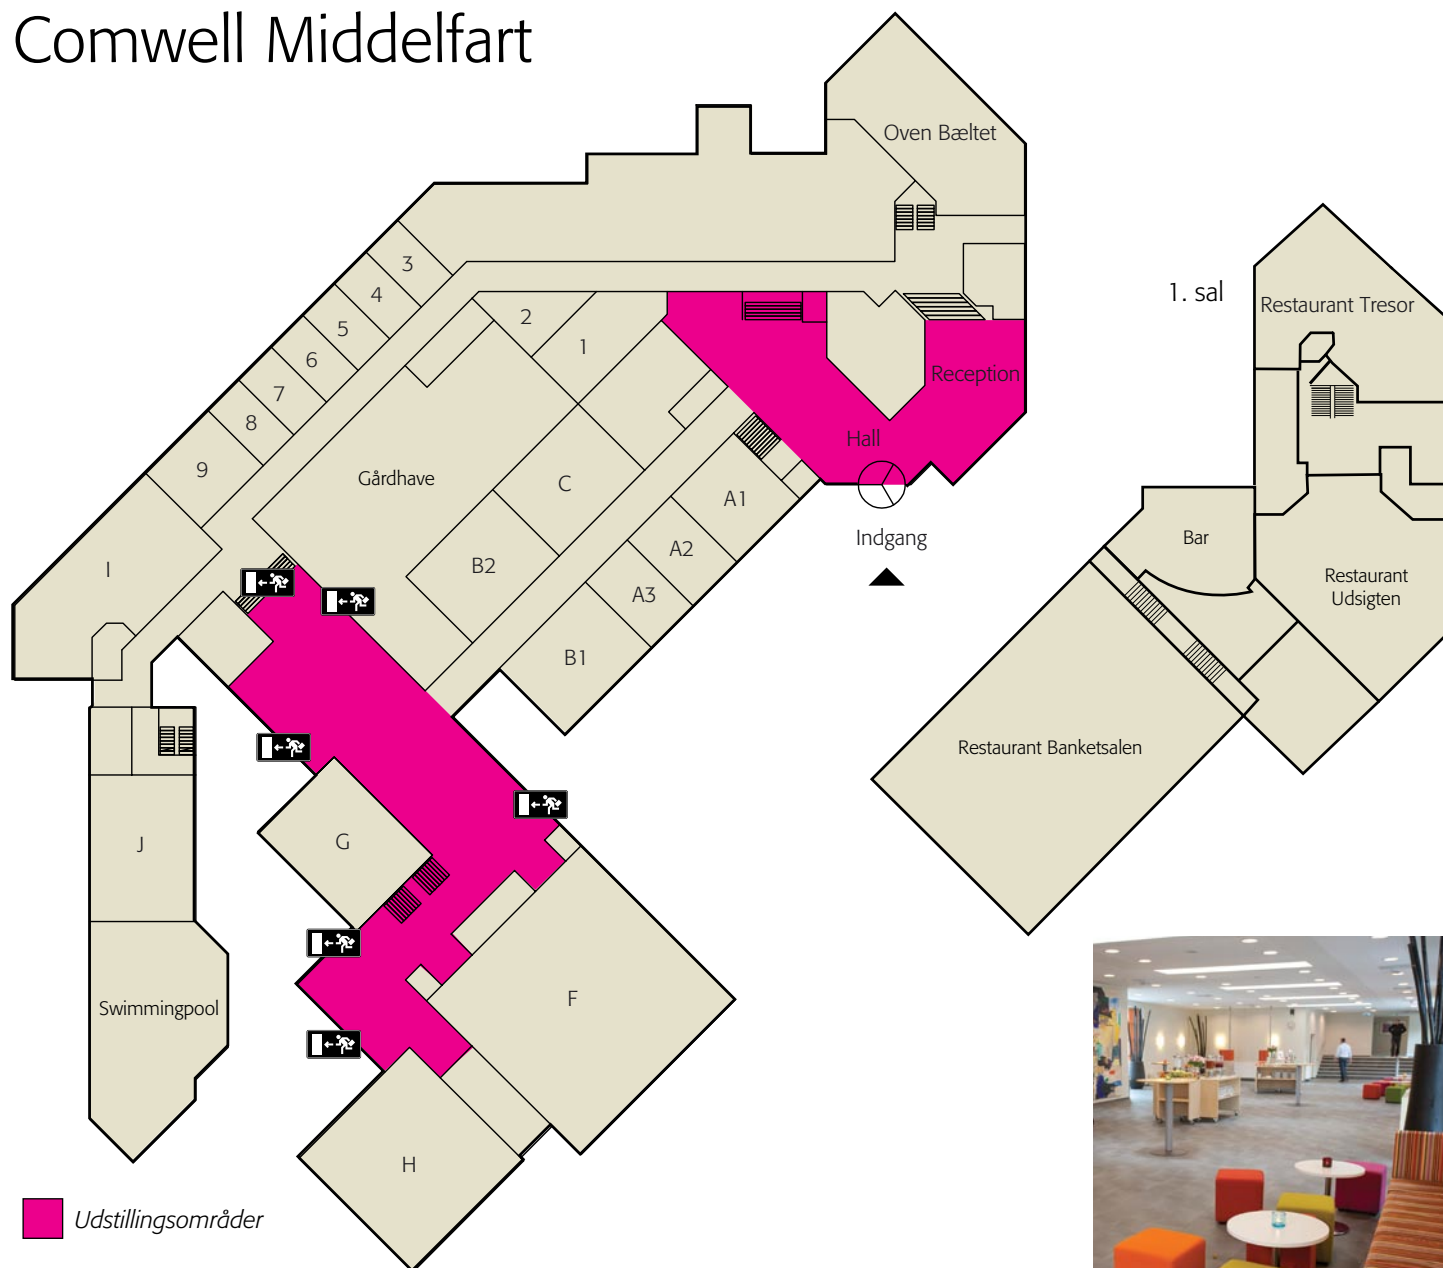 Comwell Middelfart
Oven Bæltet
3
4
5
6
7
8
9
2
1
1. sal
Restaurant Tresor
Reception
Hall
Gårdhave
C
A1
A2
A3
B2
B1
Indgang
Bar
Restaurant
Udsigten
I
Restaurant Banketsalen
J
G
F
Swimmingpool
H
Udstillingsområder